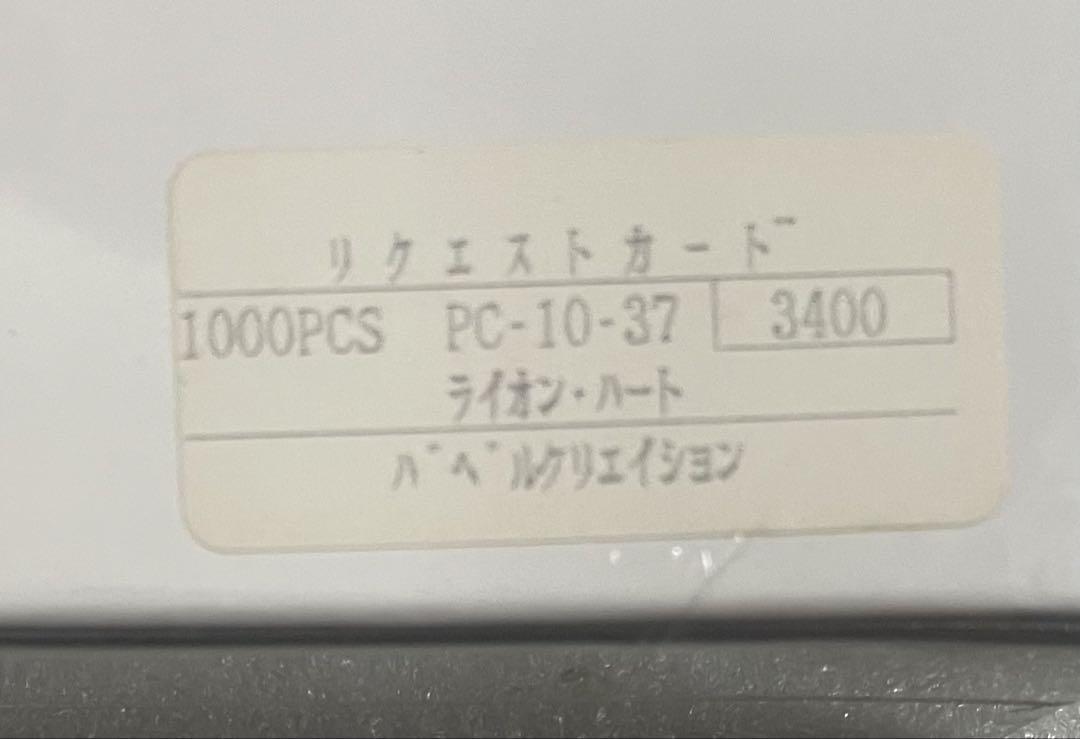 リクエストカード
1000PCS PC-10-37 3400
ライオン・ハート
バベルクリエイション